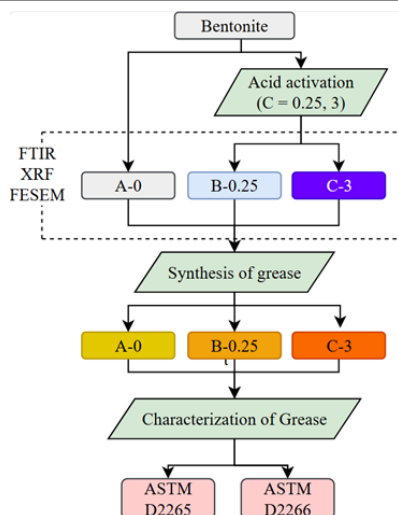 Bentonite
Acid activation
(C = 0.25, 3)
FTIR
XRF
FESEM
A-0
B-0.25
C-3
Synthesis of grease
A-0
B-0.25
C-3
t
Characterization of Grease
ASTM
D2265
ASTM
D2266